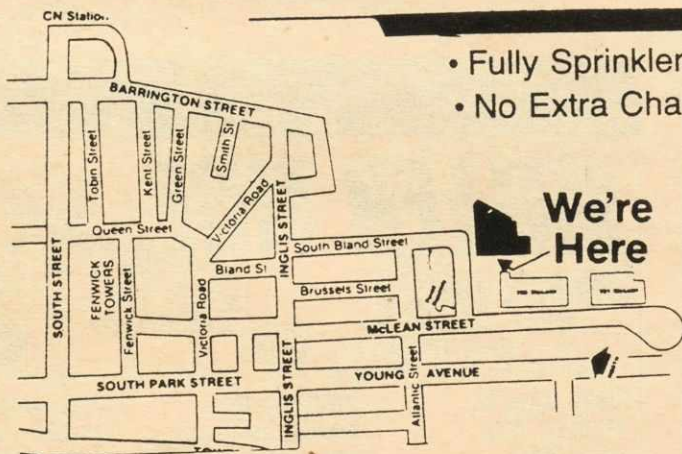 CN Station
• Fully Sprinkler
• No Extra Cha
BARRINGTON STREET
Tobin Street
Kent Street
Green Street
Smith St
Victoria Road
INGLIS STREET
Queen Street
South Bland Street
We're
Here
Bland St
SOUTH STREET
FENWICK
TOWERS
Fenwick Street
Victoria Road
Brussels Street
McLEAN STREET
SOUTH PARK STREET
INGLIS STREET
YOUNG AVENUE
Atlantic Street